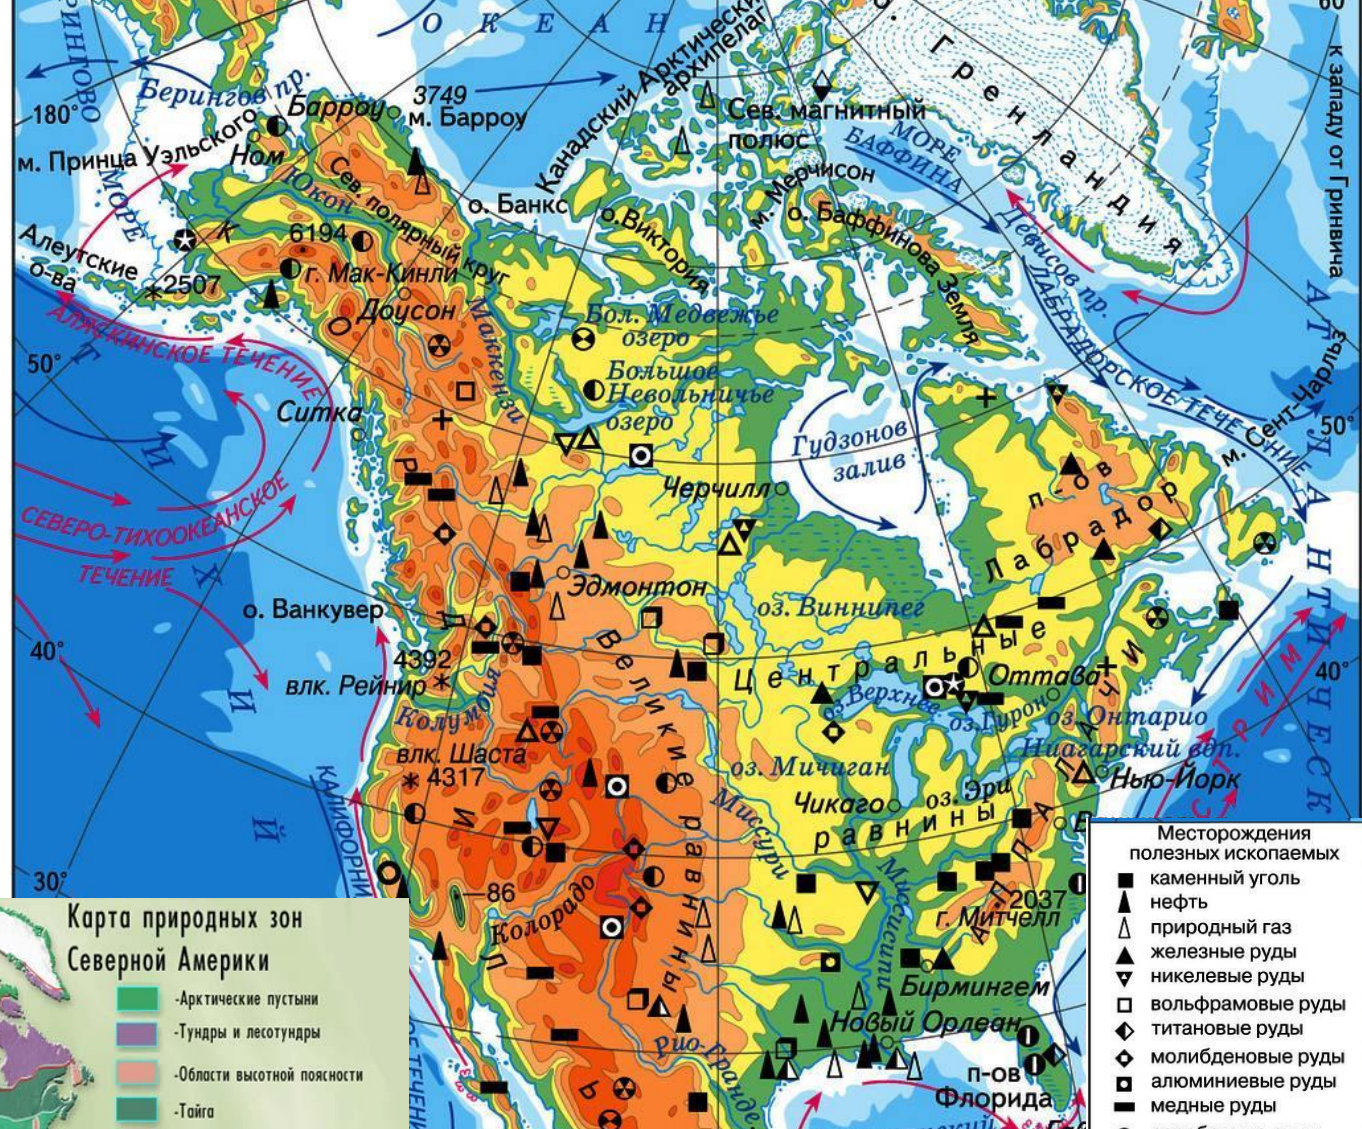 О К Е А Н
60°
к западу от Гринвича
180°
Берингов пр.
Барроу
3749
м. Барроу
Канадский Арктический
архипелаг
Сев. магнитный
полюс
Гренландия
МОРЕ
БАФФИНА
м. Принца Уэльского
Ном
МОРЕ
Юкон
Сев. полярный круг
о. Банкс
о. Виктория
м. Мерчисон
о. Баффинова Земля
Девисов пр.
Алеутские
о-ва
2507
6194
г. Мак-Кинли
Доусон
Маккензи
Бол. Медвежье
озеро
Большое
Невольничье
озеро
АЛЯСКИНСКОЕ ТЕЧЕНИЕ
ЛАБРАДОРСКОЕ ТЕЧЕНИЕ
м. Сент-Чарльз
50°
50°
Ситка
Гудзонов
залив
Черчилл
п-ов
Лабрадор
СЕВЕРО-ТИХООКЕАНСКОЕ
ТЕЧЕНИЕ
Эдмонтон
о. Ванкувер
оз. Виннипег
40°
40°
4392
влк. Рейнир
Великие равнины
Центральные
равнины
Оттава
Колумбия
оз. Верхнее
оз. Гурон
оз. Онтарио
Ниагарский вдп.
влк. Шаста
4317
оз. Мичиган
Нью-Йорк
Чикаго
оз. Эри
Миссури
Миссисипи
30°
86
Колорадо
2037
г. Митчелл
Бирмингем
Новый Орлеан
Рио-Гранде
п-ов
Флорида
Карта природных зон
Северной Америки
-Арктические пустыни
-Тундры и лесотундры
-Области высотной поясности
-Тайга
Месторождения
полезных ископаемых
каменный уголь
нефть
природный газ
железные руды
никелевые руды
вольфрамовые руды
титановые руды
молибденовые руды
алюминиевые руды
медные руды